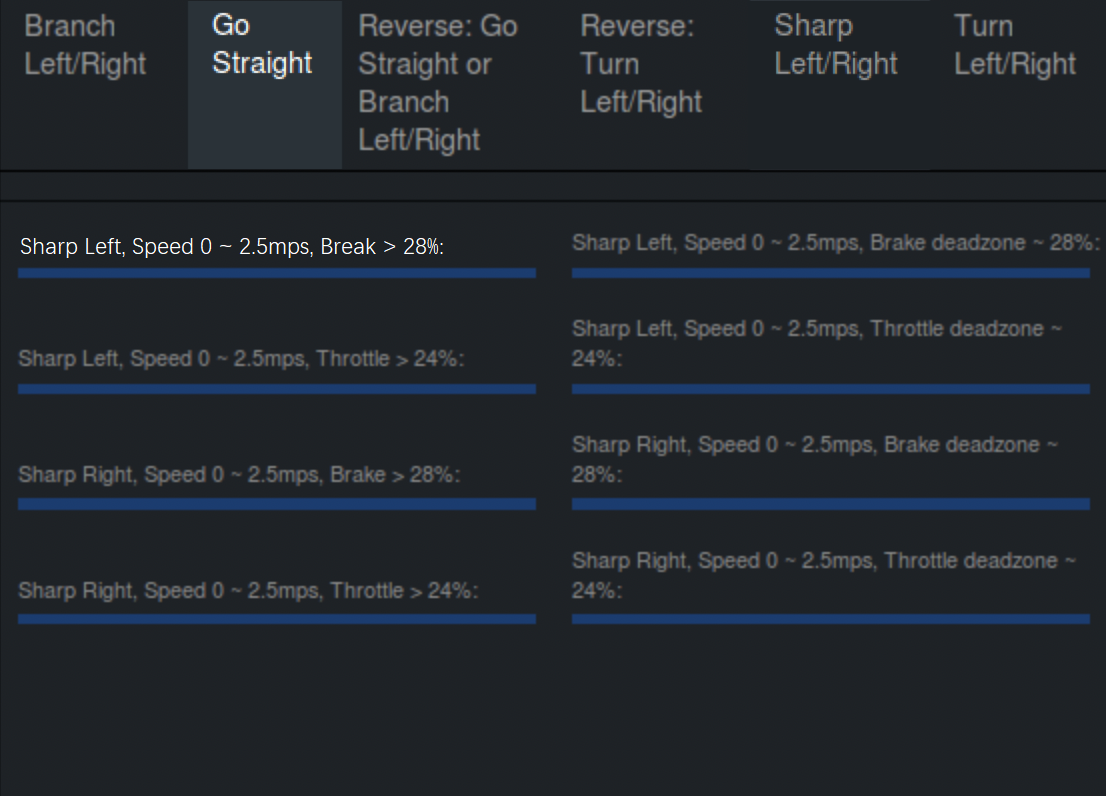 Branch
Left/Right
Go
Straight
Reverse: Go
Straight or
Branch
Left/Right
Reverse:
Turn
Left/Right
Sharp
Left/Right
Turn
Left/Right
Sharp Left, Speed 0 ~ 2.5mps, Break > 28%:
Sharp Left, Speed 0 ~ 2.5mps, Brake deadzone ~ 28%:
Sharp Left, Speed 0 ~ 2.5mps, Throttle > 24%:
Sharp Left, Speed 0 ~ 2.5mps, Throttle deadzone ~
24%:
Sharp Right, Speed 0 ~ 2.5mps, Brake > 28%:
Sharp Right, Speed 0 ~ 2.5mps, Brake deadzone ~
28%:
Sharp Right, Speed 0 ~ 2.5mps, Throttle > 24%:
Sharp Right, Speed 0 ~ 2.5mps, Throttle deadzone ~
24%: